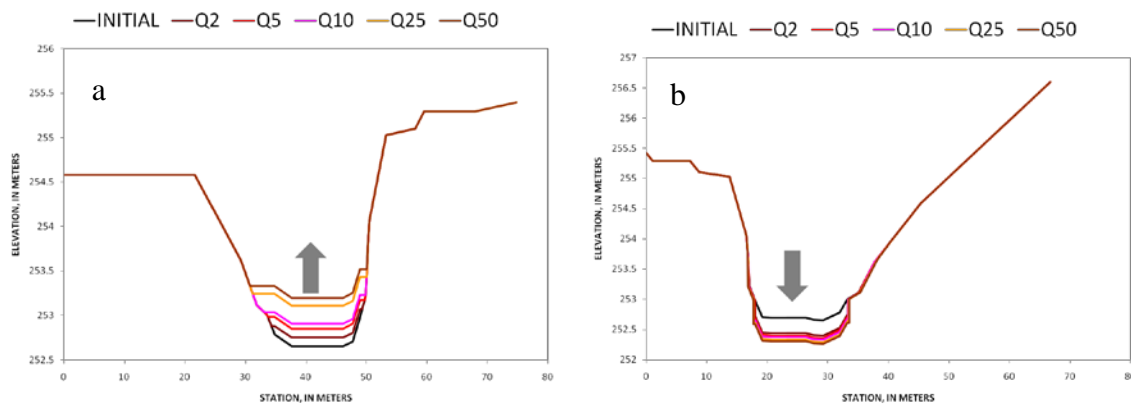 INITIAL Q2 Q5 Q10 Q25 Q50
a
ELEVATION, IN METERS
256
255.5
255
254.5
254
253.5
253
252.5
0 10 20 30 40 50 60 70 80
STATION, IN METERS
INITIAL Q2 Q5 Q10 Q25 Q50
b
ELEVATION, IN METERS
257
256.5
256
255.5
255
254.5
254
253.5
253
252.5
252
0 10 20 30 40 50 60 70 80
STATION, IN METERS